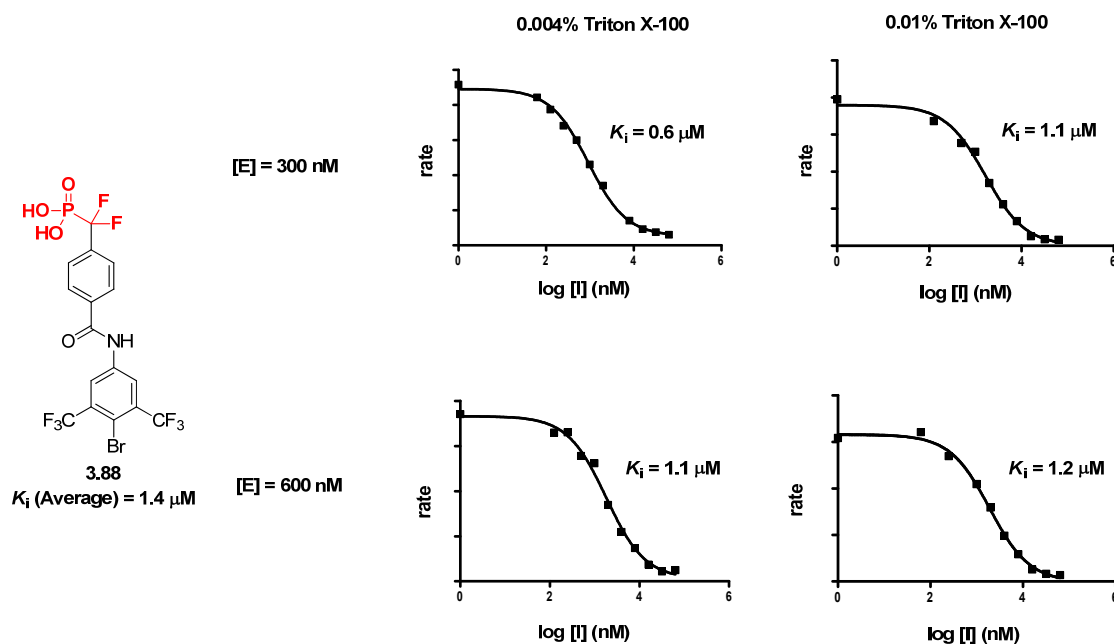 0.004% Triton X-100
0.01% Triton X-100
[E] = 300 nM
rate
Ki = 0.6 μM
0 2 4 6
log [I] (nM)
rate
Ki = 1.1 μM
0 2 4 6
log [I] (nM)
O
HO P F
HO F
O NH
F3C CF3
Br
3.88
Ki (Average) = 1.4 μM
[E] = 600 nM
rate
Ki = 1.1 μM
0 2 4 6
log [I] (nM)
rate
Ki = 1.2 μM
0 2 4 6
log [I] (nM)